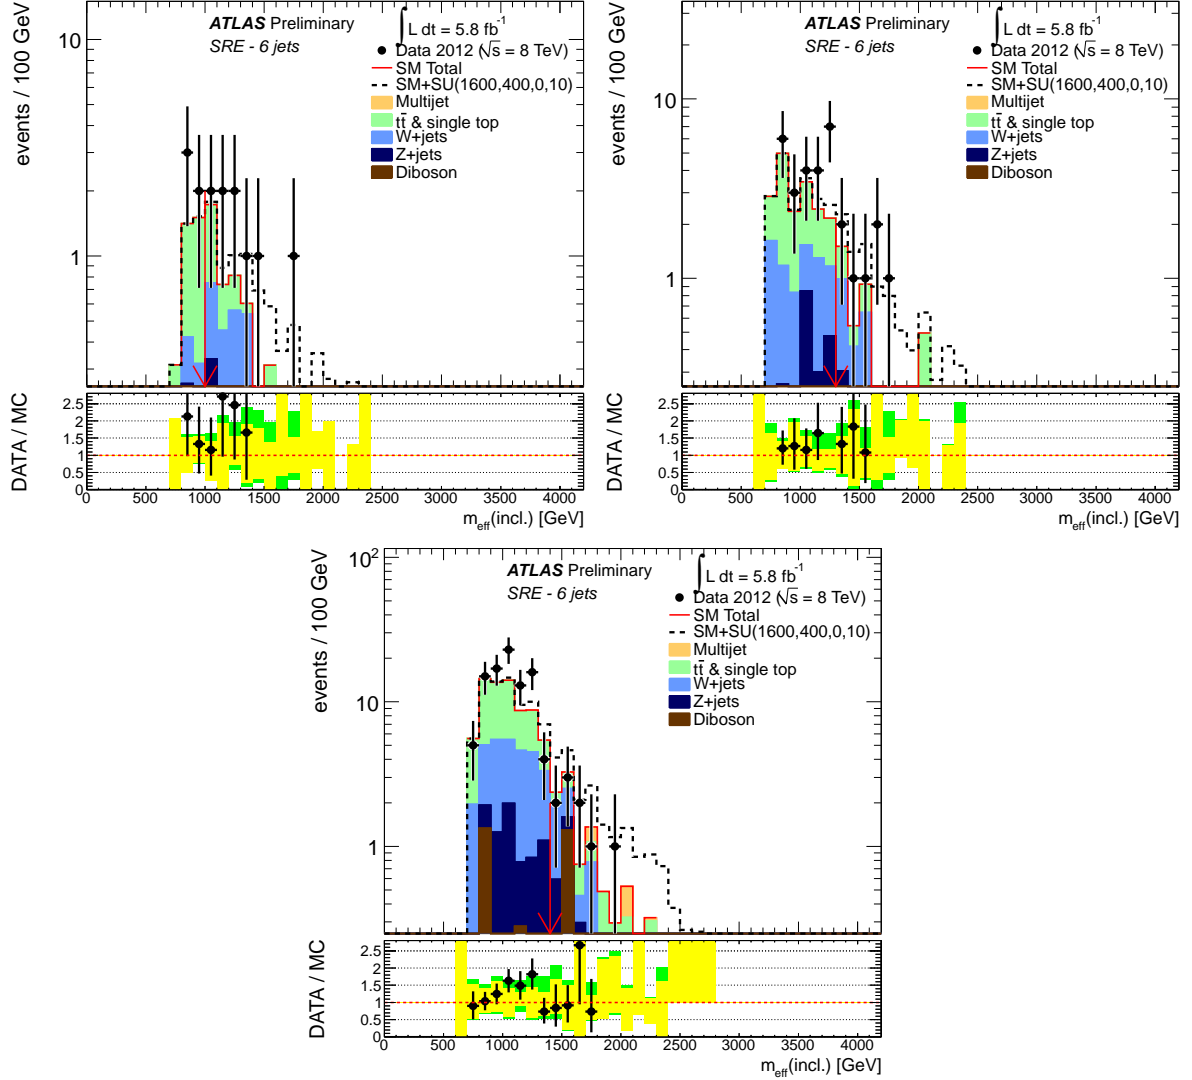 events / 100 GeV
10
1
ATLAS Preliminary
SRE - 6 jets
∫ L dt = 5.8 fb⁻¹
Data 2012 (√s = 8 TeV)
SM Total
SM+SU(1600,400,0,10)
Multijet
tt̄ & single top
W+jets
Z+jets
Diboson
DATA / MC
2.5
2
1.5
1
0.5
0
0 500 1000 1500 2000 2500 3000 3500 4000
m_eff(incl.) [GeV]
events / 100 GeV
10
1
ATLAS Preliminary
SRE - 6 jets
∫ L dt = 5.8 fb⁻¹
Data 2012 (√s = 8 TeV)
SM Total
SM+SU(1600,400,0,10)
Multijet
tt̄ & single top
W+jets
Z+jets
Diboson
DATA / MC
2.5
2
1.5
1
0.5
0
0 500 1000 1500 2000 2500 3000 3500 4000
m_eff(incl.) [GeV]
events / 100 GeV
10²
10
1
ATLAS Preliminary
SRE - 6 jets
∫ L dt = 5.8 fb⁻¹
Data 2012 (√s = 8 TeV)
SM Total
SM+SU(1600,400,0,10)
Multijet
tt̄ & single top
W+jets
Z+jets
Diboson
DATA / MC
2.5
2
1.5
1
0.5
0
0 500 1000 1500 2000 2500 3000 3500 4000
m_eff(incl.) [GeV]